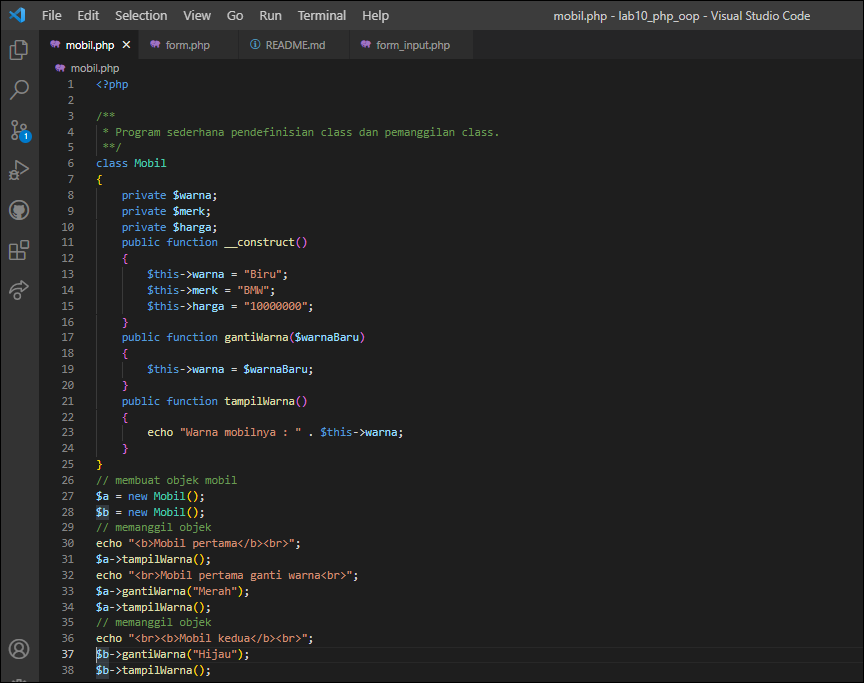 File Edit Selection View Go Run Terminal Help mobil.php - lab10_php_oop - Visual Studio Code
mobil.php × form.php README.md form_input.php
mobil.php
1 <?php
2
3 /**
4  * Program sederhana pendefinisian class dan pemanggilan class.
5  **/
6 class Mobil
7 {
8     private $warna;
9     private $merk;
10     private $harga;
11     public function __construct()
12     {
13         $this->warna = "Biru";
14         $this->merk = "BMW";
15         $this->harga = "10000000";
16     }
17     public function gantiWarna($warnaBaru)
18     {
19         $this->warna = $warnaBaru;
20     }
21     public function tampilWarna()
22     {
23         echo "Warna mobilnya : " . $this->warna;
24     }
25 }
26 // membuat objek mobil
27 $a = new Mobil();
28 $b = new Mobil();
29 // memanggil objek
30 echo "<b>Mobil pertama</b><br>";
31 $a->tampilWarna();
32 echo "<br>Mobil pertama ganti warna<br>";
33 $a->gantiWarna("Merah");
34 $a->tampilWarna();
35 // memanggil objek
36 echo "<br><b>Mobil kedua</b><br>";
37 $b->gantiWarna("Hijau");
38 $b->tampilWarna();
1